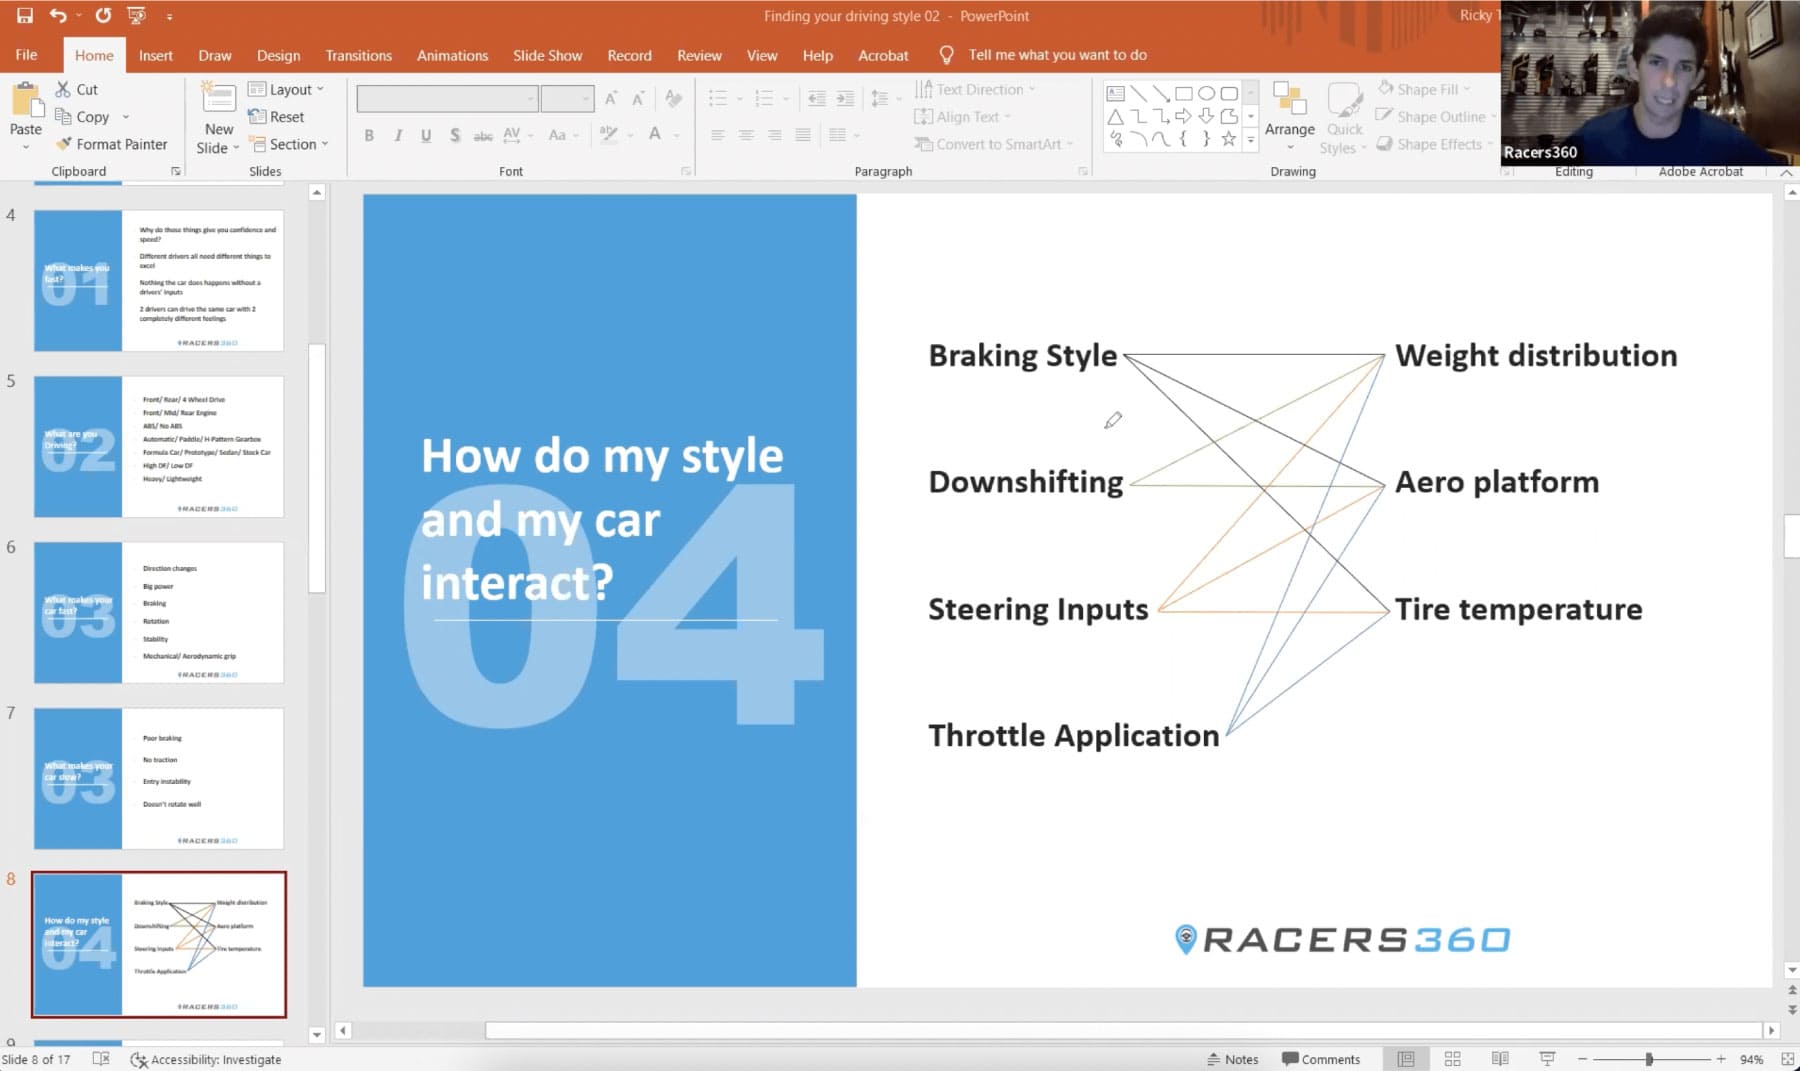 Finding your driving style 02 - PowerPoint
Ricky T
File Home Insert Draw Design Transitions Animations Slide Show Record Review View Help Acrobat Tell me what you want to do
Paste
Cut
Copy
Format Painter
Clipboard
New
Slide
Layout
Reset
Section
Slides
B I U S abc AV Aa A
Font
Text Direction
Align Text
Convert to SmartArt
Paragraph
Arrange
Quick
Styles
Shape Fill
Shape Outline
Shape Effects
Drawing
Editing
Adobe Acrobat
Racers360
4
01
What makes you
fast?
Why do those things give you confidence and
speed?
Different drivers all need different things to
excel
Nothing the car does happens without a
drivers' inputs
2 drivers can drive the same car with 2
completely different feelings
RACERS360
5
02
What are you
Driving?
Front/ Rear/ 4 Wheel Drive
Front/ Mid/ Rear Engine
ABS/ No ABS
Automatic/ Paddle/ H-Pattern Gearbox
Formula Car/ Prototype/ Sedan/ Stock Car
High DF/ Low DF
Heavy/ Lightweight
RACERS360
6
03
What makes your
car fast?
Direction changes
Big power
Braking
Rotation
Stability
Mechanical/ Aerodynamic grip
RACERS360
7
03
What makes your
car slow?
Poor braking
No traction
Entry instability
Doesn't rotate well
RACERS360
8
04
How do my style
and my car
interact?
Braking Style
Weight distribution
Downshifting
Aero platform
Steering Inputs
Tire temperature
Throttle Application
RACERS360
9
04
How do my style
and my car
interact?
Braking Style
Weight distribution
Downshifting
Aero platform
Steering Inputs
Tire temperature
Throttle Application
RACERS360
Slide 8 of 17
Accessibility: Investigate
Notes
Comments
94%